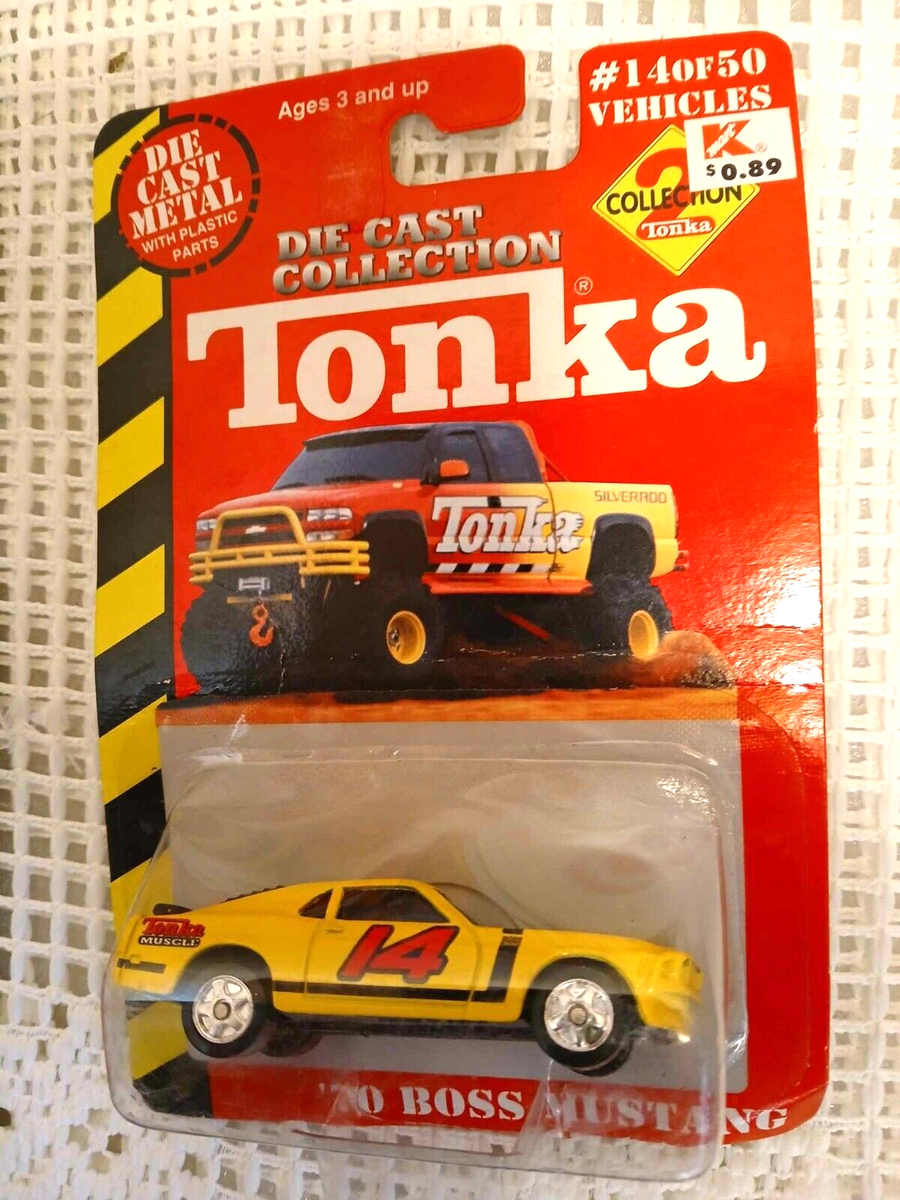 Ages 3 and up
#14OF50
VEHICLES
Kmart®
$0.89
2
COLLECTION
Tonka
DIE
CAST
METAL
WITH PLASTIC
PARTS
DIE CAST
COLLECTION
Tonka®
SILVERADO
Tonka
Tonka
MUSCLE
14
'70 BOSS MUSTANG